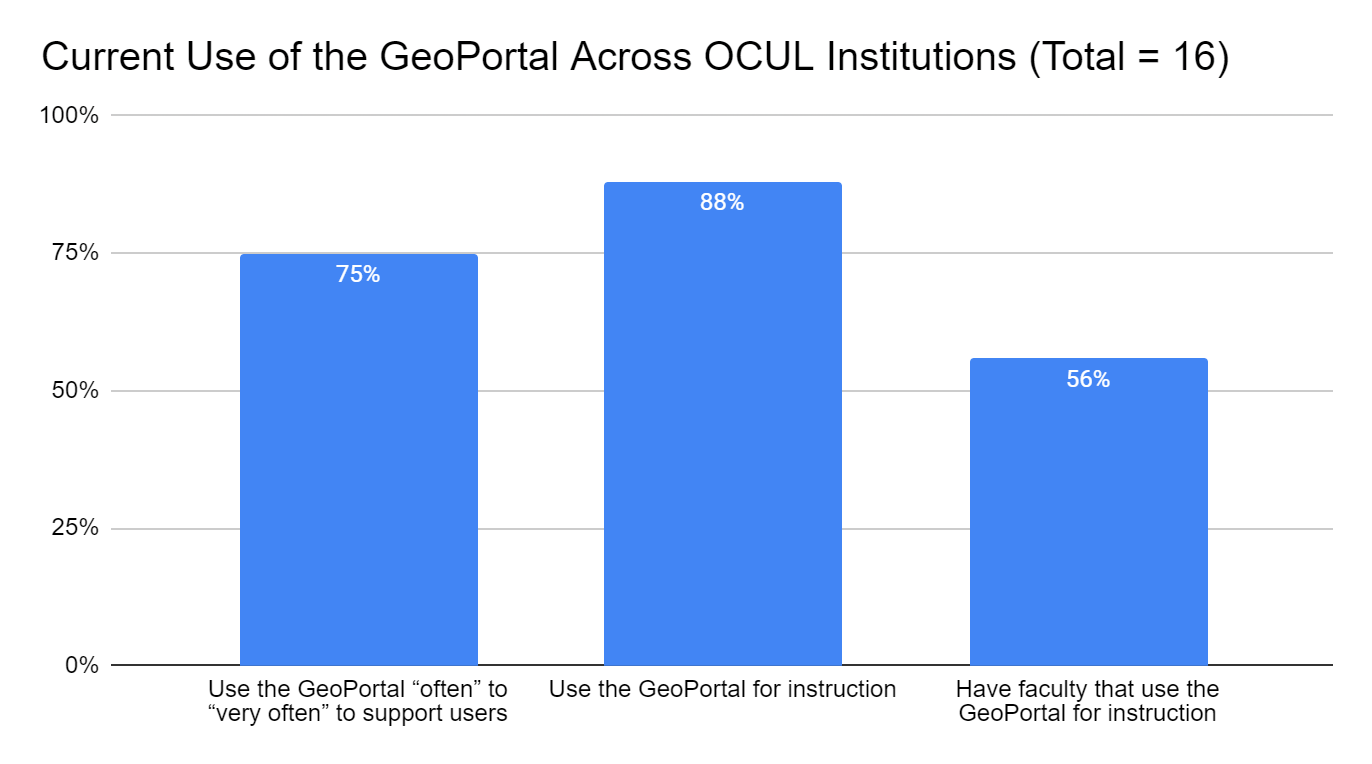 Current Use of the GeoPortal Across OCUL Institutions (Total = 16)
100%
75%
50%
25%
0%
75%
88%
56%
Use the GeoPortal “often” to
“very often” to support users
Use the GeoPortal for instruction
Have faculty that use the
GeoPortal for instruction